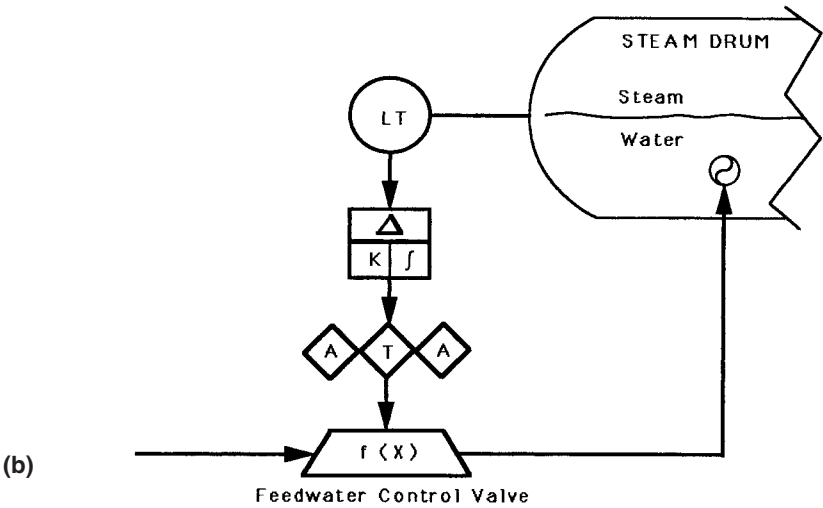 STEAM DRUM
Steam
LT
Water
Δ
K ∫
A T A
f (X)
(b)
Feedwater Control Valve